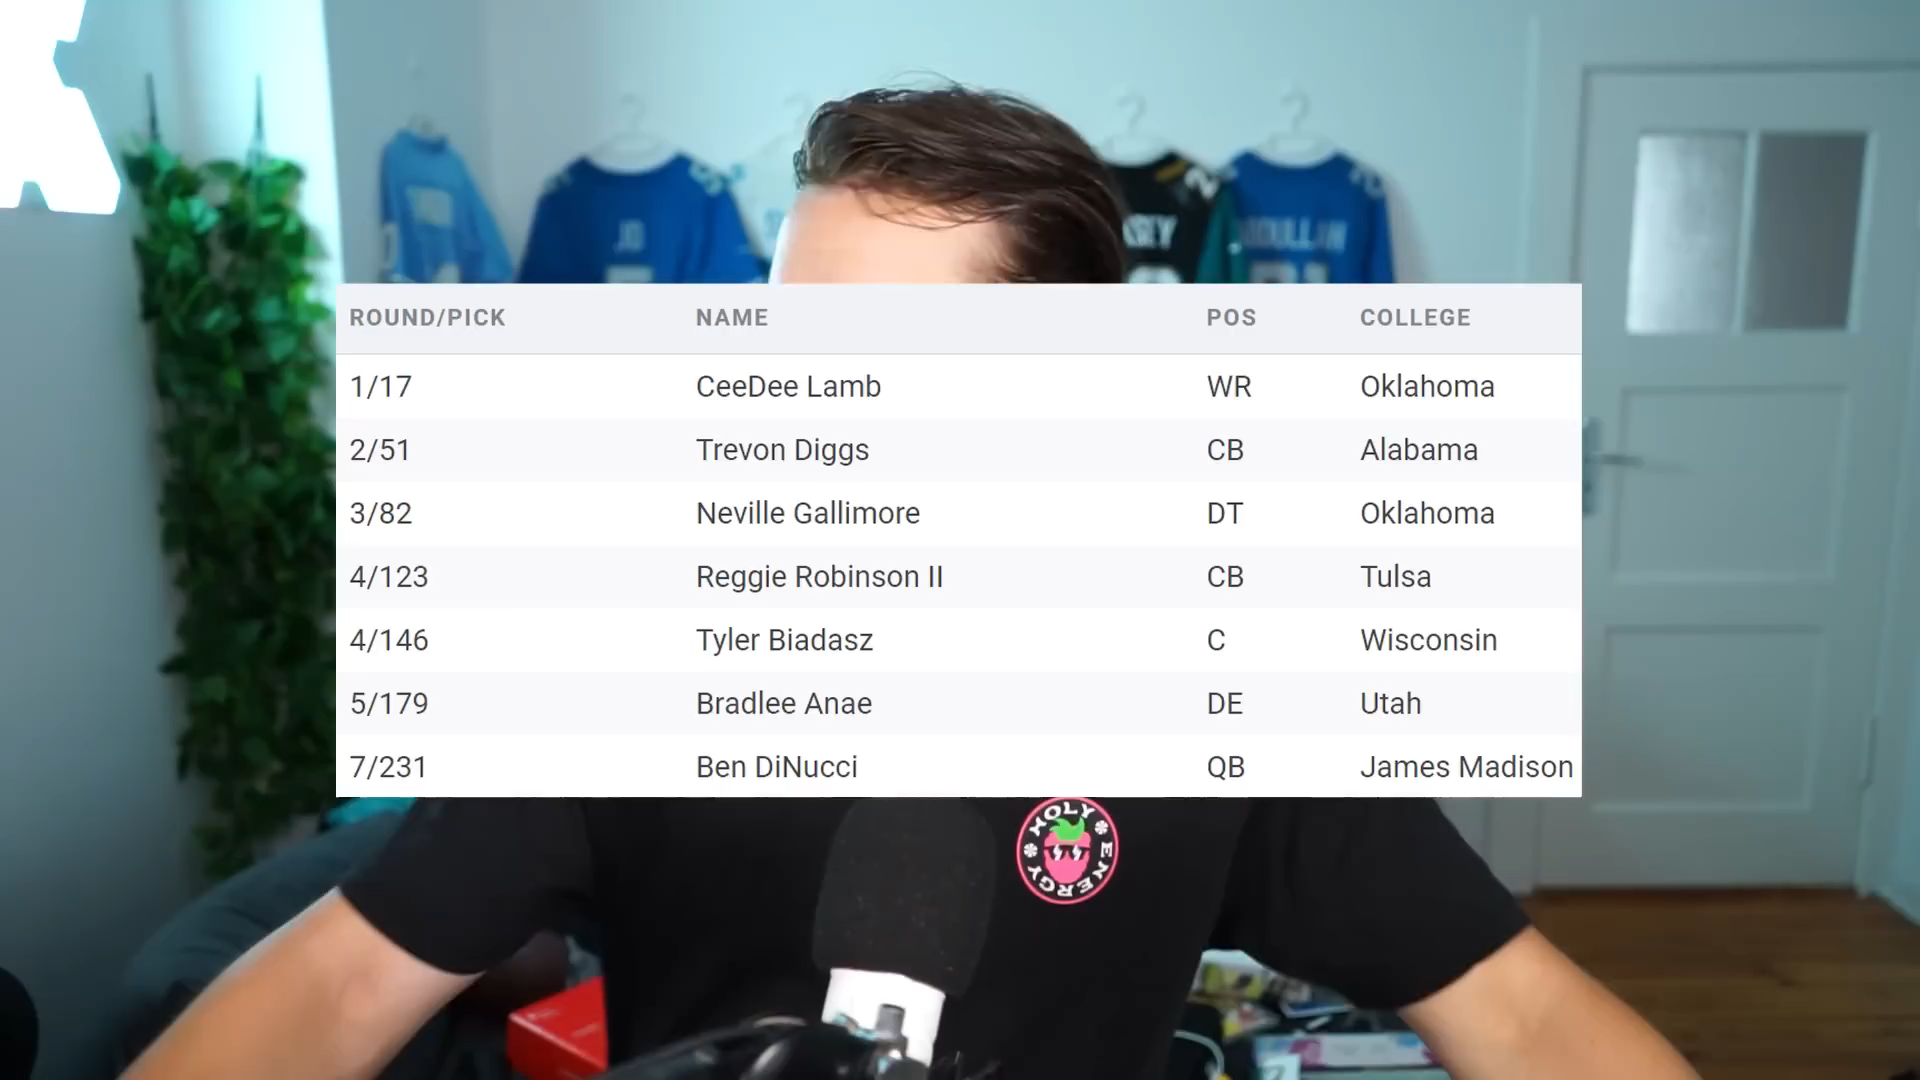 JD
ABDULLAH
ROUND/PICK NAME POS COLLEGE
1/17 CeeDee Lamb WR Oklahoma
2/51 Trevon Diggs CB Alabama
3/82 Neville Gallimore DT Oklahoma
4/123 Reggie Robinson II CB Tulsa
4/146 Tyler Biadasz C Wisconsin
5/179 Bradlee Anae DE Utah
7/231 Ben DiNucci QB James Madison
HOLY ENERGY